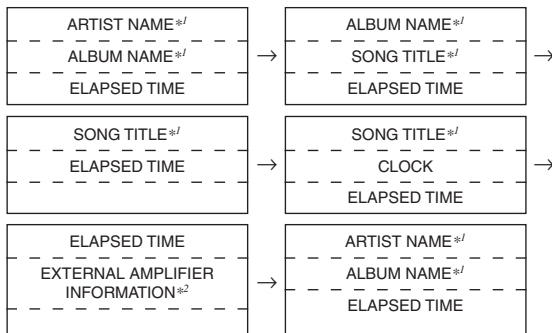 ARTIST NAME*1
ALBUM NAME*1
ELAPSED TIME
→
ALBUM NAME*1
SONG TITLE*1
ELAPSED TIME
→
SONG TITLE*1
ELAPSED TIME
→
SONG TITLE*1
CLOCK
ELAPSED TIME
→
ELAPSED TIME
EXTERNAL AMPLIFIER
INFORMATION*2
→
ARTIST NAME*1
ALBUM NAME*1
ELAPSED TIME